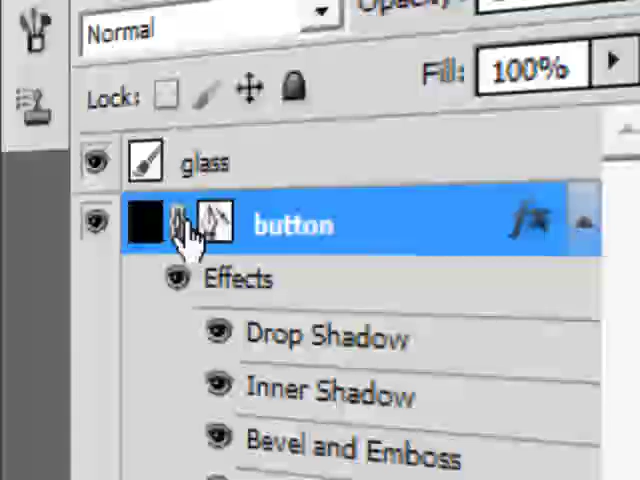 Normal
Opacity:
Lock:
Fill: 100%
glass
button
Effects
Drop Shadow
Inner Shadow
Bevel and Emboss